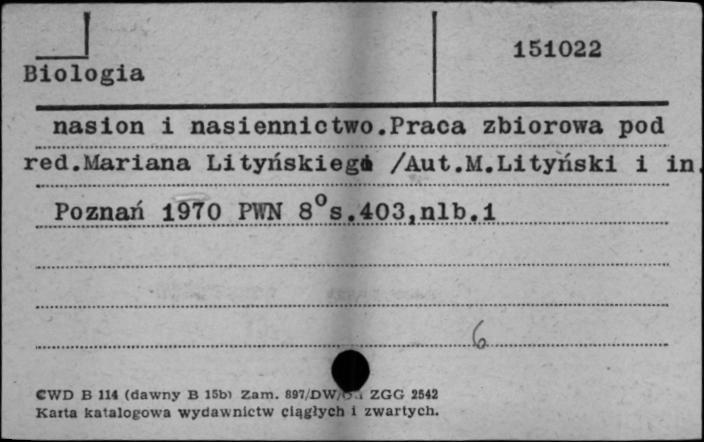 151022
Biologia
nasion i nasiennictwo.Praca zbiorowa pod
red.Mariana Lityńskiego /Aut.M.Lityński i in.
Poznań 1970 PWN 8°s.403,nlb.1
6
CWD B 114 (dawny B 15b) Zam. 897/DW/ ZGG 2542
Karta katalogowa wydawnictw ciągłych i zwartych.